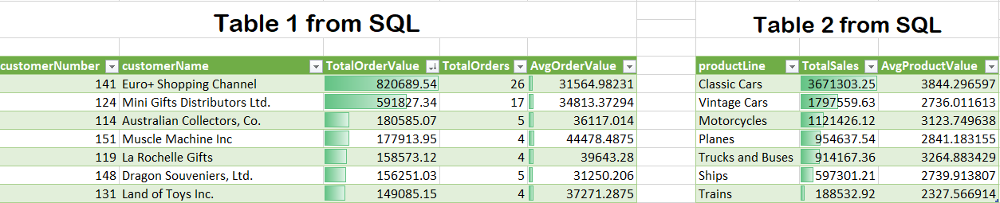 Table 1 from SQL Table 2 from SQL
customerNumber customerName TotalOrderValue TotalOrders AvgOrderValue productLine TotalSales AvgProductValue
141 Euro+ Shopping Channel 820689.54 26 31564.98231 Classic Cars 3671303.25 3844.296597
124 Mini Gifts Distributors Ltd. 591827.34 17 34813.37294 Vintage Cars 1797559.63 2736.011613
114 Australian Collectors, Co. 180585.07 5 36117.014 Motorcycles 1121426.12 3123.749638
151 Muscle Machine Inc 177913.95 4 44478.4875 Planes 954637.54 2841.183155
119 La Rochelle Gifts 158573.12 4 39643.28 Trucks and Buses 914167.36 3264.883429
148 Dragon Souveniers, Ltd. 156251.03 5 31250.206 Ships 597301.21 2739.913807
131 Land of Toys Inc. 149085.15 4 37271.2875 Trains 188532.92 2327.566914